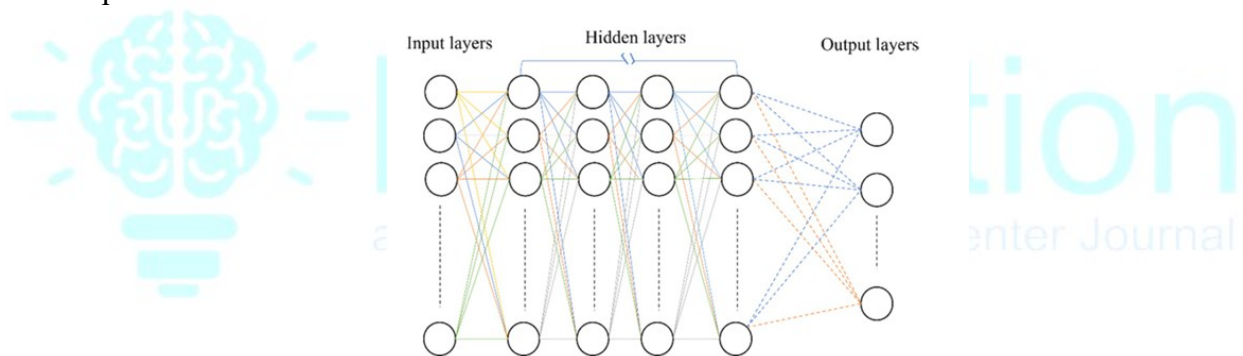 Input layers
Hidden layers
Output layers
tion
enter Journal